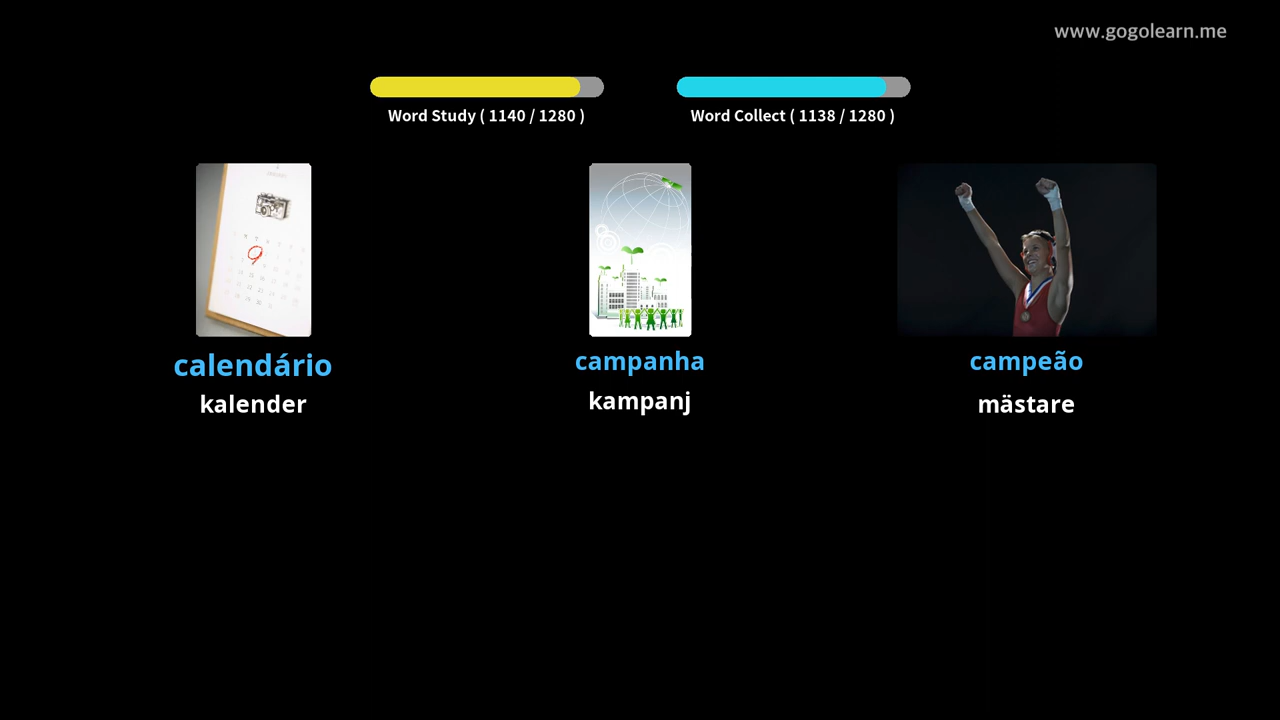 www.gogolearn.me
Word Study ( 1140 / 1280 )
Word Collect ( 1138 / 1280 )
calendário
campanha
campeão
kalender
kampanj
mästare